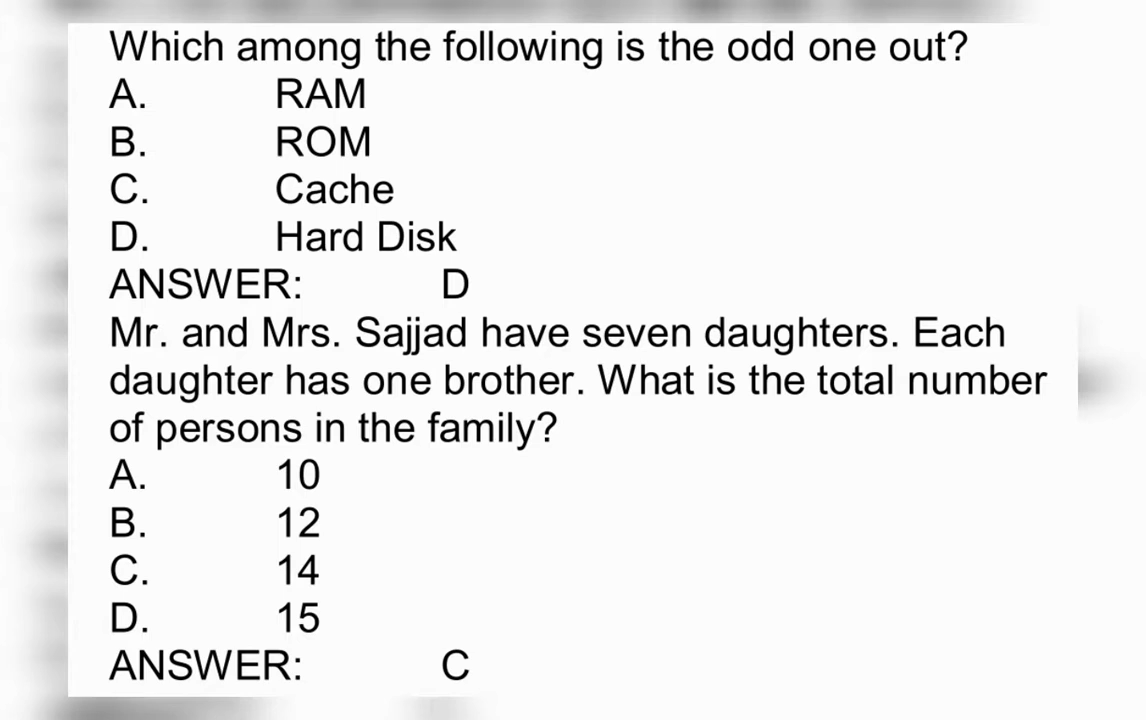 Which among the following is the odd one out?
A. RAM
B. ROM
C. Cache
D. Hard Disk
ANSWER: D
Mr. and Mrs. Sajjad have seven daughters. Each
daughter has one brother. What is the total number
of persons in the family?
A. 10
B. 12
C. 14
D. 15
ANSWER: C